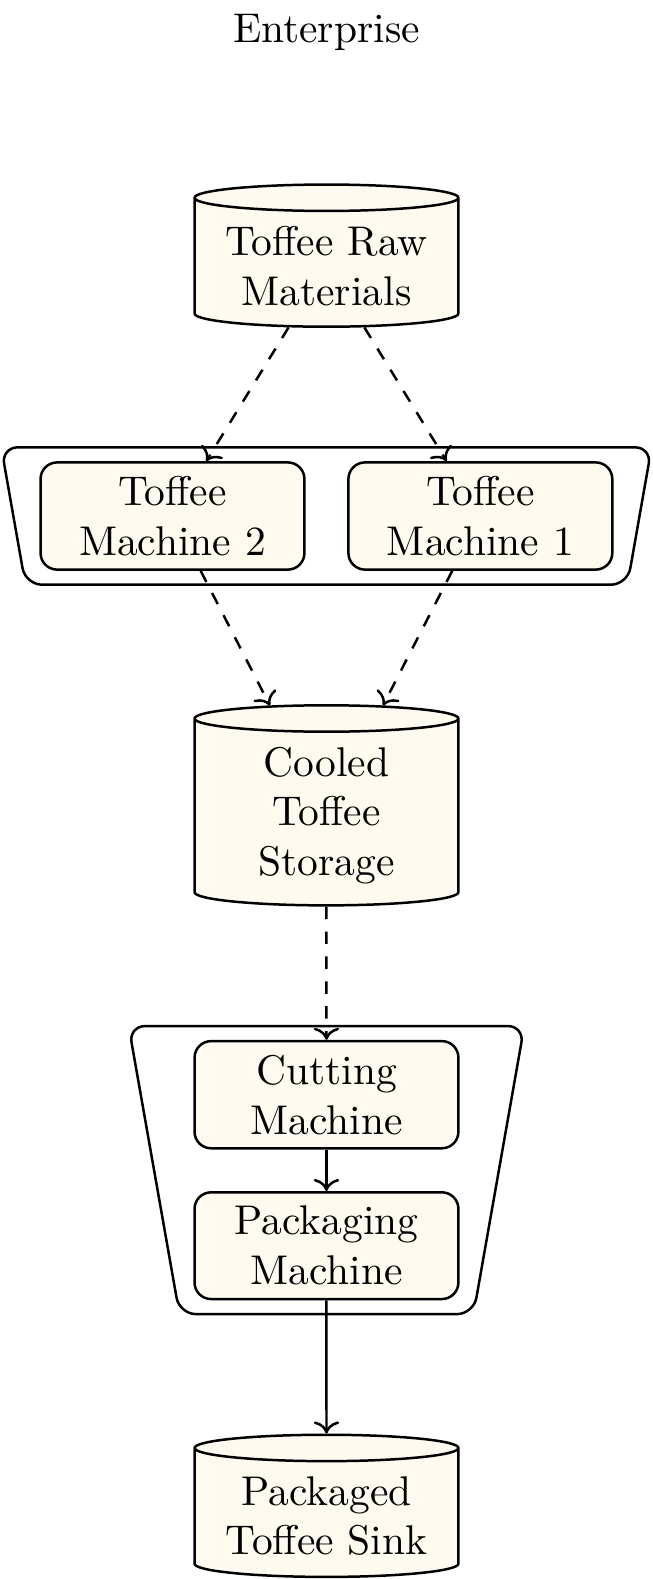 Enterprise
Toffee Raw
Materials
Toffee
Machine 2
Toffee
Machine 1
Cooled
Toffee
Storage
Cutting
Machine
Packaging
Machine
Packaged
Toffee Sink